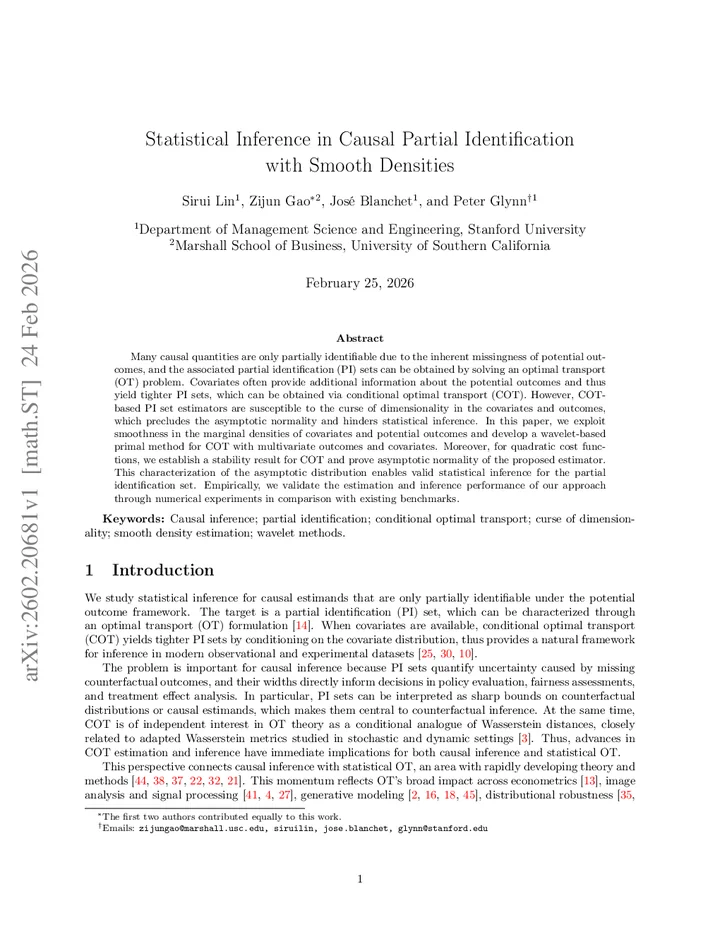 arXiv:2602.20681v1 [math.ST] 24 Feb 2026
Statistical Inference in Causal Partial Identification
with Smooth Densities
Sirui Lin¹, Zijun Gao*², José Blanchet¹, and Peter Glynn†¹
¹Department of Management Science and Engineering, Stanford University
²Marshall School of Business, University of Southern California
February 25, 2026
Abstract
Many causal quantities are only partially identifiable due to the inherent missingness of potential out-
comes, and the associated partial identification (PI) sets can be obtained by solving an optimal transport
(OT) problem. Covariates often provide additional information about the potential outcomes and thus
yield tighter PI sets, which can be obtained via conditional optimal transport (COT). However, COT-
based PI set estimators are susceptible to the curse of dimensionality in the covariates and outcomes,
which precludes the asymptotic normality and hinders statistical inference. In this paper, we exploit
smoothness in the marginal densities of covariates and potential outcomes and develop a wavelet-based
primal method for COT with multivariate outcomes and covariates. Moreover, for quadratic cost func-
tions, we establish a stability result for COT and prove asymptotic normality of the proposed estimator.
This characterization of the asymptotic distribution enables valid statistical inference for the partial
identification set. Empirically, we validate the estimation and inference performance of our approach
through numerical experiments in comparison with existing benchmarks.
Keywords: Causal inference; partial identification; conditional optimal transport; curse of dimension-
ality; smooth density estimation; wavelet methods.
1 Introduction
We study statistical inference for causal estimands that are only partially identifiable under the potential
outcome framework. The target is a partial identification (PI) set, which can be characterized through
an optimal transport (OT) formulation [14]. When covariates are available, conditional optimal transport
(COT) yields tighter PI sets by conditioning on the covariate distribution, thus provides a natural framework
for inference in modern observational and experimental datasets [25, 30, 10].
The problem is important for causal inference because PI sets quantify uncertainty caused by missing
counterfactual outcomes, and their widths directly inform decisions in policy evaluation, fairness assessments,
and treatment effect analysis. In particular, PI sets can be interpreted as sharp bounds on counterfactual
distributions or causal estimands, which makes them central to counterfactual inference. At the same time,
COT is of independent interest in OT theory as a conditional analogue of Wasserstein distances, closely
related to adapted Wasserstein metrics studied in stochastic and dynamic settings [3]. Thus, advances in
COT estimation and inference have immediate implications for both causal inference and statistical OT.
This perspective connects causal inference with statistical OT, an area with rapidly developing theory and
methods [44, 38, 37, 22, 32, 21]. This momentum reflects OT's broad impact across econometrics [13], image
analysis and signal processing [41, 4, 27], generative modeling [2, 16, 18, 45], distributional robustness [35,
*The first two authors contributed equally to this work.
†Emails: zijungao@marshall.usc.edu, siruilin, jose.blanchet, glynn@stanford.edu
1